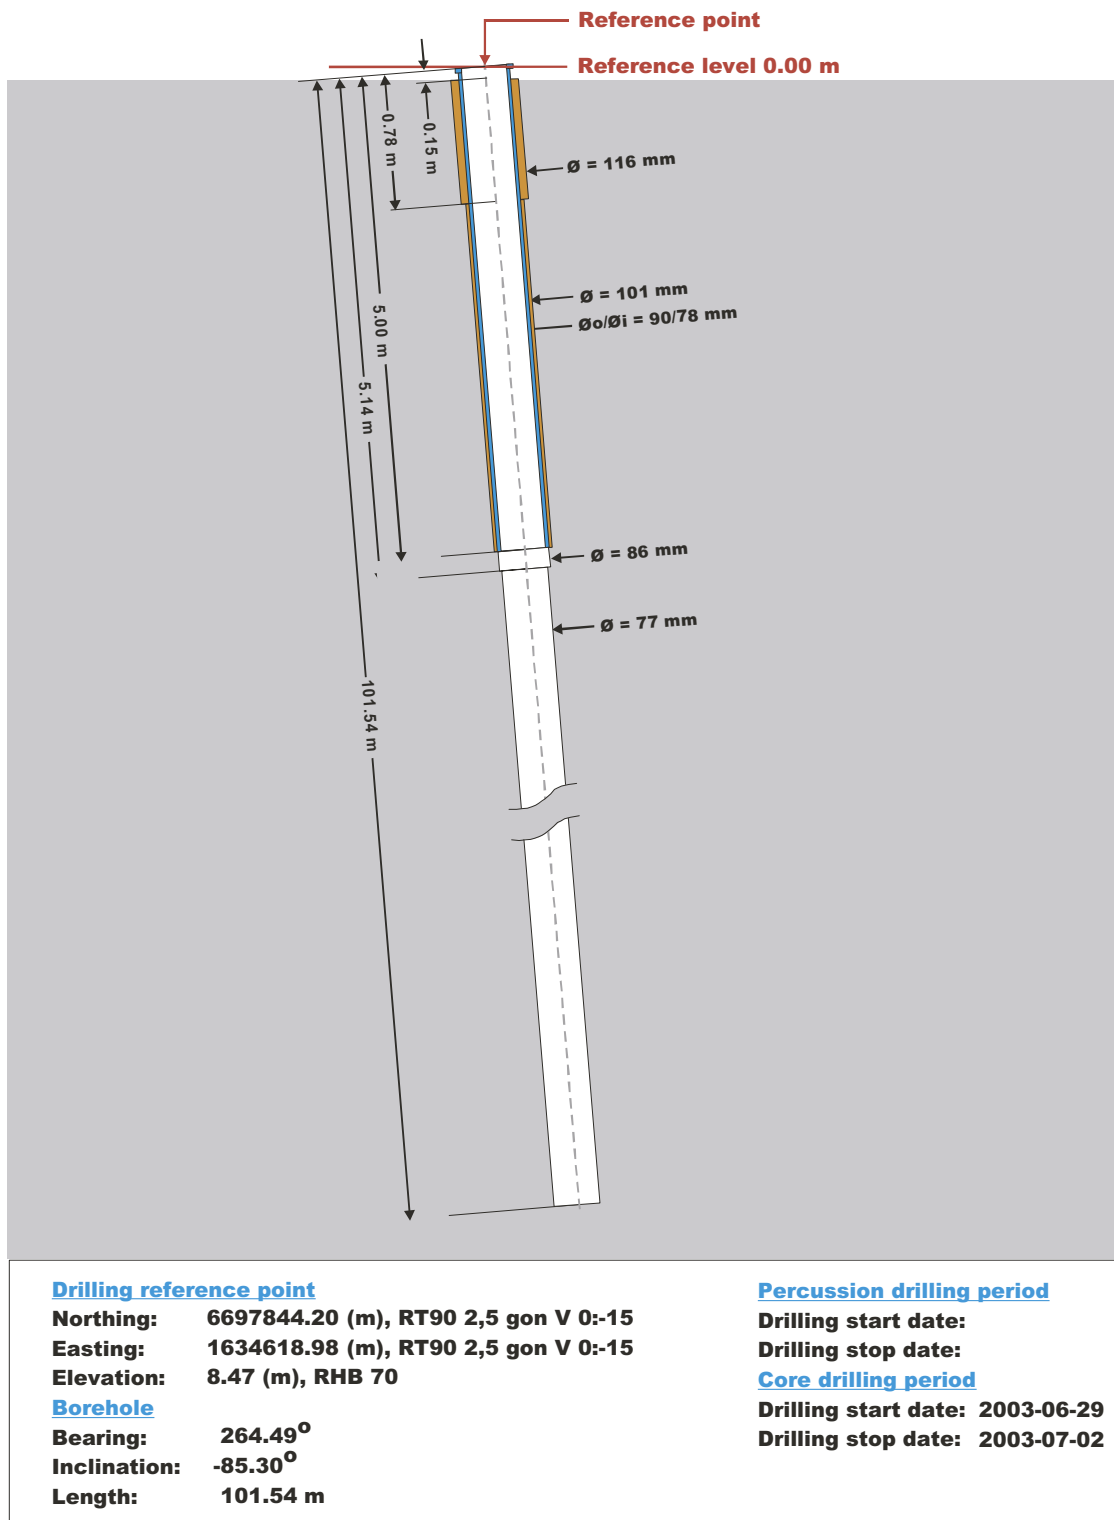 Reference point
Reference level 0.00 m
0.15 m
0.78 m
Ø = 116 mm
Ø = 101 mm
Øo/Øi = 90/78 mm
5.00 m
5.14 m
Ø = 86 mm
Ø = 77 mm
101.54 m
Drilling reference point
Northing: 6697844.20 (m), RT90 2,5 gon V 0:-15
Easting: 1634618.98 (m), RT90 2,5 gon V 0:-15
Elevation: 8.47 (m), RHB 70
Borehole
Bearing: 264.49°
Inclination: -85.30°
Length: 101.54 m
Percussion drilling period
Drilling start date:
Drilling stop date:
Core drilling period
Drilling start date: 2003-06-29
Drilling stop date: 2003-07-02